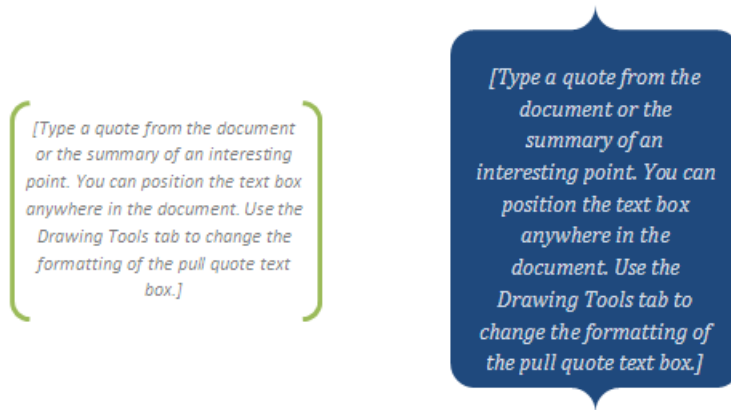 [Type a quote from the document
or the summary of an interesting
point. You can position the text box
anywhere in the document. Use the
Drawing Tools tab to change the
formatting of the pull quote text
box.]
[Type a quote from the
document or the
summary of an
interesting point. You can
position the text box
anywhere in the
document. Use the
Drawing Tools tab to
change the formatting of
the pull quote text box.]